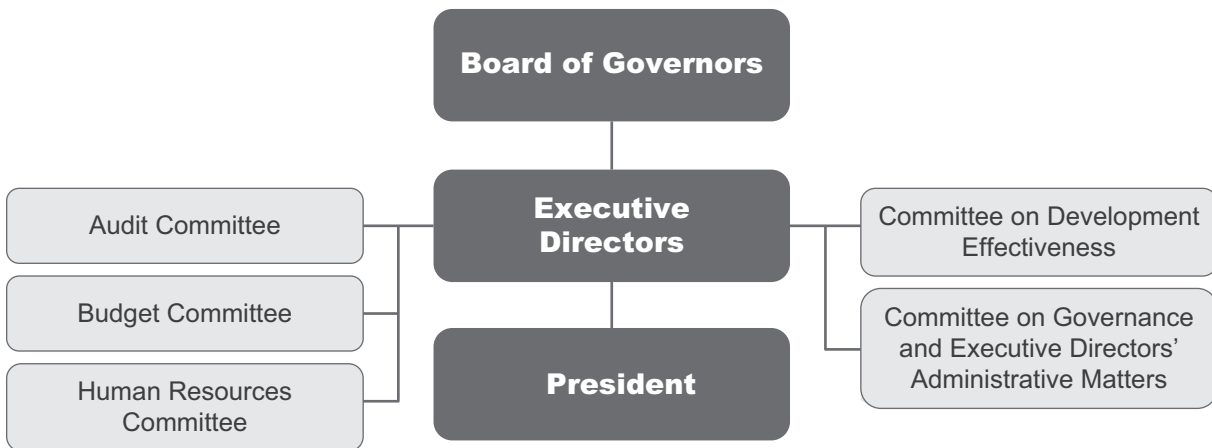 Board of Governors
Executive
Directors
President
Audit Committee
Budget Committee
Human Resources
Committee
Committee on Development
Effectiveness
Committee on Governance
and Executive Directors’
Administrative Matters